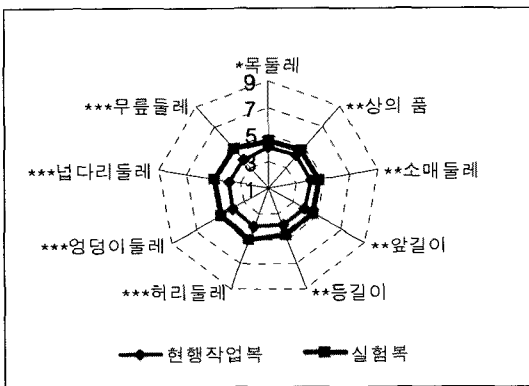 *목둘레
9
***무릎둘레
7
**상의 품
5
***넙다리둘레
3
**소매둘레
1
***엉덩이둘레
**앞길이
***허리둘레
**등길이
현행작업복
실험복